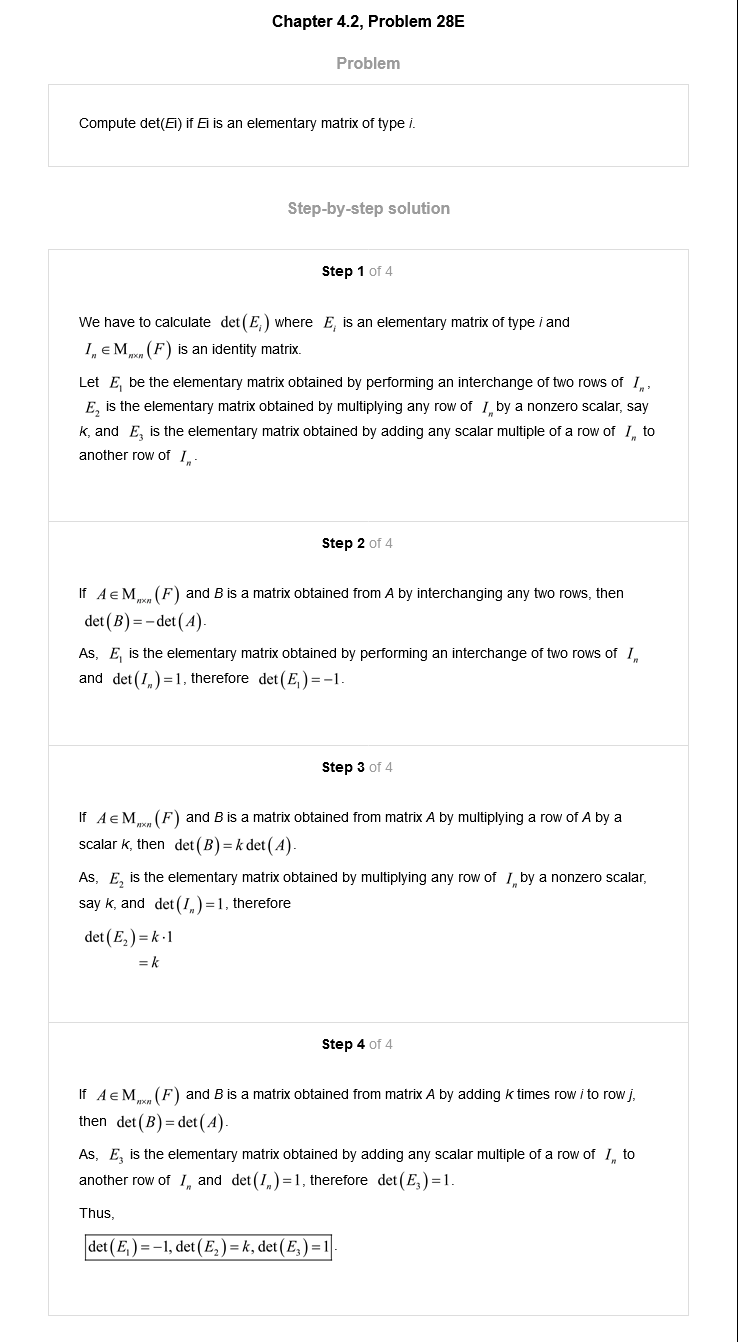 Chapter 4.2, Problem 28E
Problem
Compute det(Ei) if Ei is an elementary matrix of type i.
Step-by-step solution
Step 1 of 4
We have to calculate det(E_i) where E_i is an elementary matrix of type i and
I_n ∈ M_{n×n}(F) is an identity matrix.
Let E_1 be the elementary matrix obtained by performing an interchange of two rows of I_n,
E_2 is the elementary matrix obtained by multiplying any row of I_n by a nonzero scalar, say
k, and E_3 is the elementary matrix obtained by adding any scalar multiple of a row of I_n to
another row of I_n.
Step 2 of 4
If A ∈ M_{n×n}(F) and B is a matrix obtained from A by interchanging any two rows, then
det(B) = −det(A).
As, E_1 is the elementary matrix obtained by performing an interchange of two rows of I_n
and det(I_n) = 1, therefore det(E_1) = −1.
Step 3 of 4
If A ∈ M_{n×n}(F) and B is a matrix obtained from matrix A by multiplying a row of A by a
scalar k, then det(B) = k det(A).
As, E_2 is the elementary matrix obtained by multiplying any row of I_n by a nonzero scalar,
say k, and det(I_n) = 1, therefore
det(E_2) = k·1
= k
Step 4 of 4
If A ∈ M_{n×n}(F) and B is a matrix obtained from matrix A by adding k times row i to row j,
then det(B) = det(A).
As, E_3 is the elementary matrix obtained by adding any scalar multiple of a row of I_n to
another row of I_n and det(I_n) = 1, therefore det(E_3) = 1.
Thus,
det(E_1) = −1, det(E_2) = k, det(E_3) = 1.